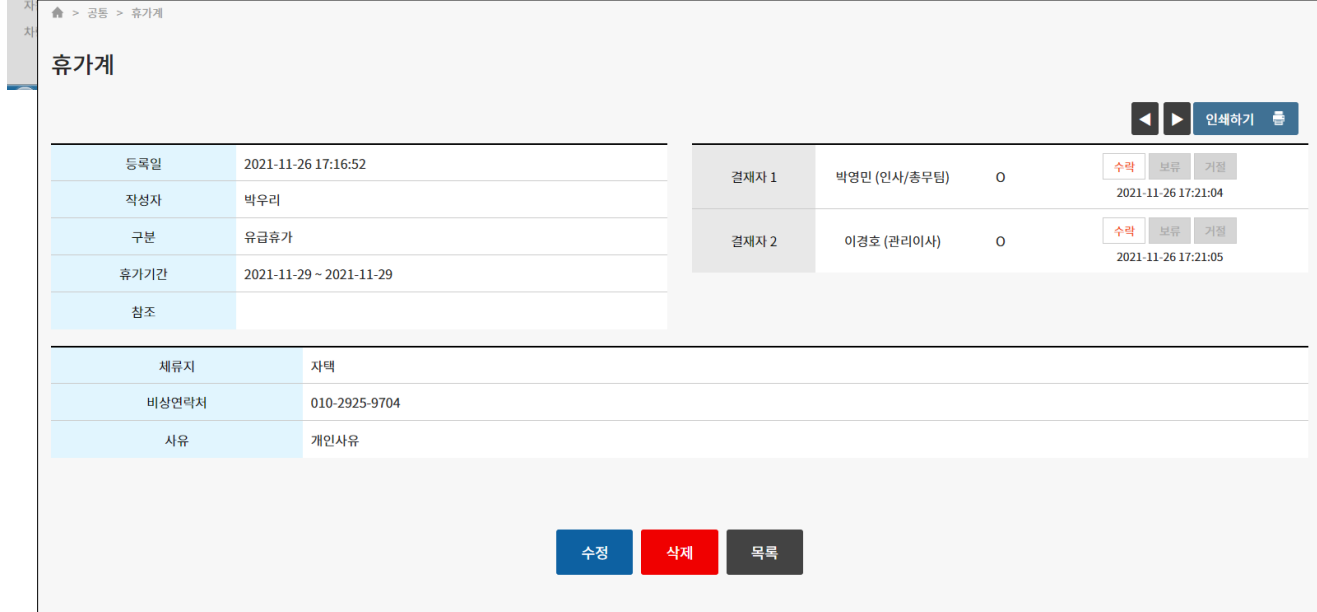 > 공통 > 휴가계
휴가계
인쇄하기
등록일 2021-11-26 17:16:52
작성자 박우리
구분 유급휴가
휴가기간 2021-11-29 ~ 2021-11-29
참조
결재자 1 박영민 (인사/총무팀) O 수락 보류 거절
2021-11-26 17:21:04
결재자 2 이경호 (관리이사) O 수락 보류 거절
2021-11-26 17:21:05
체류지 자택
비상연락처 010-2925-9704
사유 개인사유
수정 삭제 목록